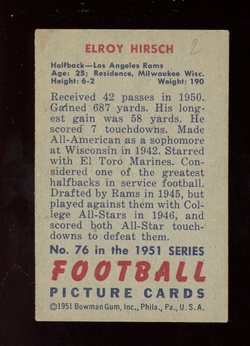 ELROY HIRSCH
2
Halfback—Los Angeles Rams
Age: 25; Residence, Milwaukee Wisc.
Height: 6-2 Weight: 190
Received 42 passes in 1950.
Gained 687 yards. His long-
est gain was 58 yards. He
scored 7 touchdowns. Made
All-American as a sophomore
at Wisconsin in 1942. Starred
with El Toro Marines. Con-
sidered one of the greatest
halfbacks in service football.
Drafted by Rams in 1945, but
played against them with Col-
lege All-Stars in 1946, and
scored both All-Star touch-
downs to defeat them.
No. 76 in the 1951 SERIES
FOOTBALL
PICTURE CARDS
©1951 Bowman Gum, Inc., Phila., Pa., U. S. A.